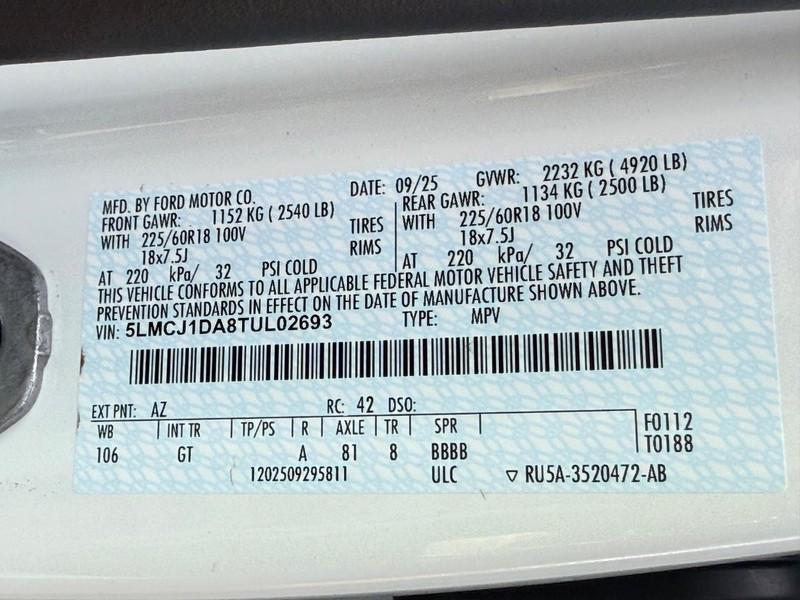 MFD. BY FORD MOTOR CO. DATE: 09/25 GVWR: 2232 KG ( 4920 LB)
FRONT GAWR: 1152 KG ( 2540 LB) REAR GAWR: 1134 KG ( 2500 LB)
WITH 225/60R18 100V TIRES WITH 225/60R18 100V TIRES
18x7.5J RIMS 18x7.5J RIMS
AT 220 kPa/ 32 PSI COLD AT 220 kPa/ 32 PSI COLD
THIS VEHICLE CONFORMS TO ALL APPLICABLE FEDERAL MOTOR VEHICLE SAFETY AND THEFT
PREVENTION STANDARDS IN EFFECT ON THE DATE OF MANUFACTURE SHOWN ABOVE.
VIN: 5LMCJ1DA8TUL02693 TYPE: MPV
EXT PNT: AZ RC: 42 DSO:
WB INT TR TP/PS R AXLE TR SPR F0112
106 GT A 81 8 BBBB T0188
1202509295811 ULC ▽ RU5A-3520472-AB